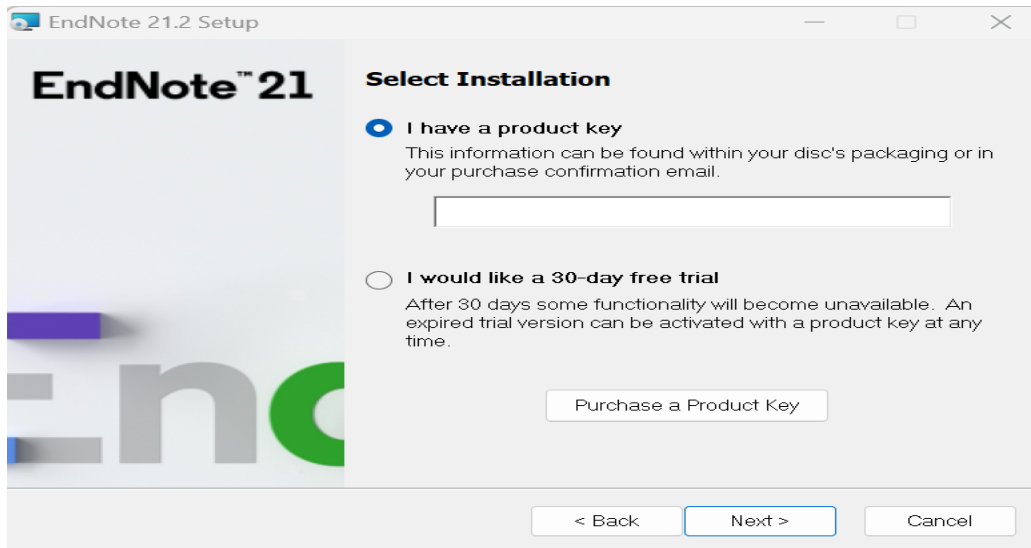 EndNote 21.2 Setup
EndNote™21
Select Installation
I have a product key
This information can be found within your disc's packaging or in
your purchase confirmation email.
I would like a 30-day free trial
After 30 days some functionality will become unavailable. An
expired trial version can be activated with a product key at any
time.
Purchase a Product Key
Enc
< Back
Next >
Cancel